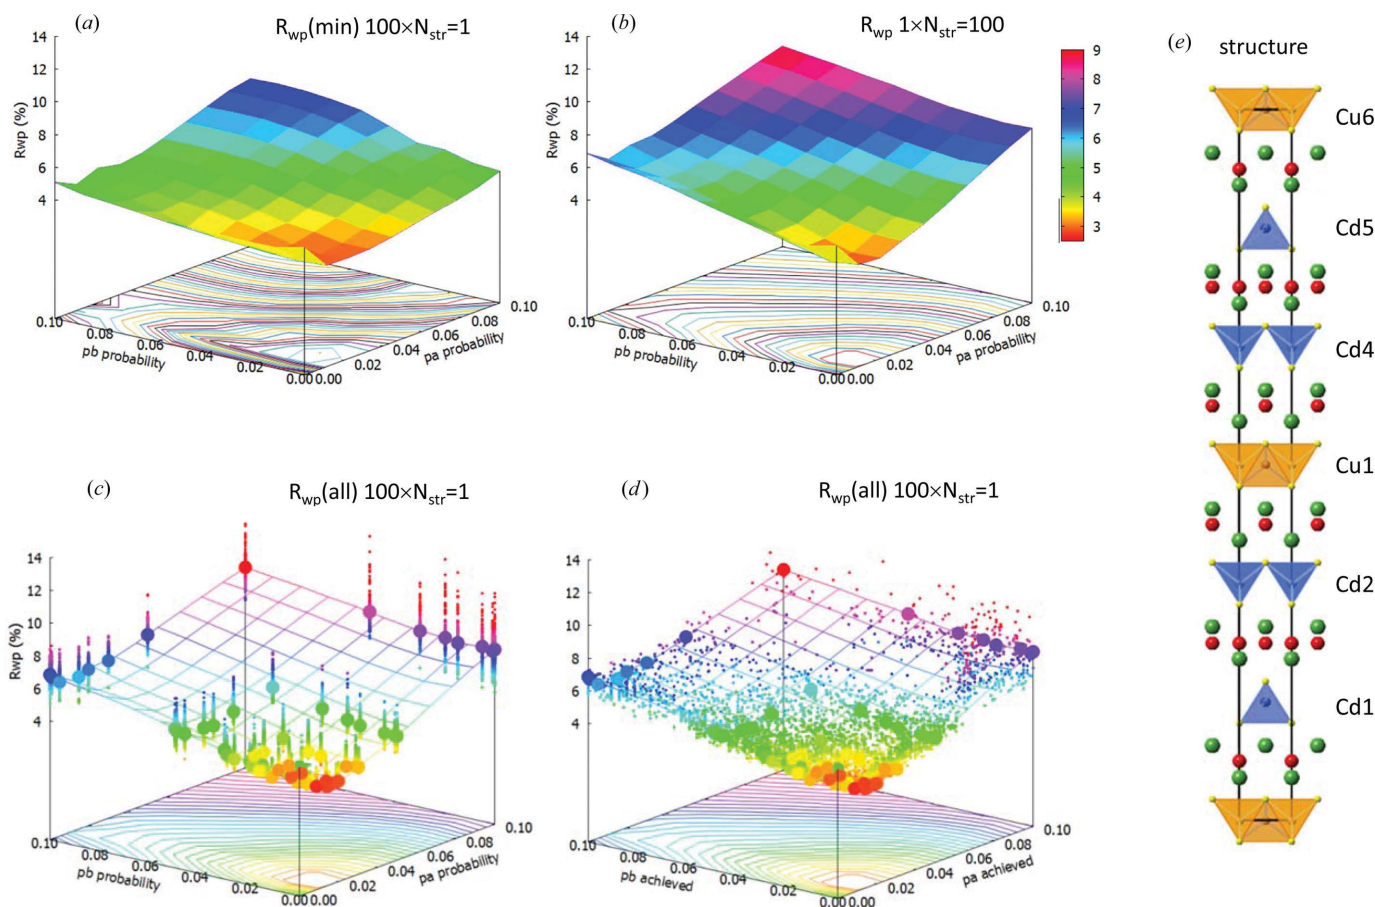 (a)
R_wp(min) 100×N_str=1
14
12
10
8
6
4
Rwp (%)
0.10
0.08
0.06
0.04
0.02
0.00
pb probability
0.00
0.02
0.04
0.06
0.08
0.10
pa probability
(b)
R_wp 1×N_str=100
14
12
10
8
6
4
Rwp (%)
0.10
0.08
0.06
0.04
0.02
0.00
pb probability
0.00
0.02
0.04
0.06
0.08
0.10
pa probability
9
8
7
6
5
4
3
(c)
R_wp(all) 100×N_str=1
14
12
10
8
6
4
Rwp (%)
0.10
0.08
0.06
0.04
0.02
0.00
pb probability
0.00
0.02
0.04
0.06
0.08
0.10
pa probability
(d)
R_wp(all) 100×N_str=1
14
12
10
8
6
4
Rwp (%)
0.10
0.08
0.06
0.04
0.02
0.00
pb achieved
0.00
0.02
0.04
0.06
0.08
0.10
pa achieved
(e)
structure
Cu6
Cd5
Cd4
Cu1
Cd2
Cd1